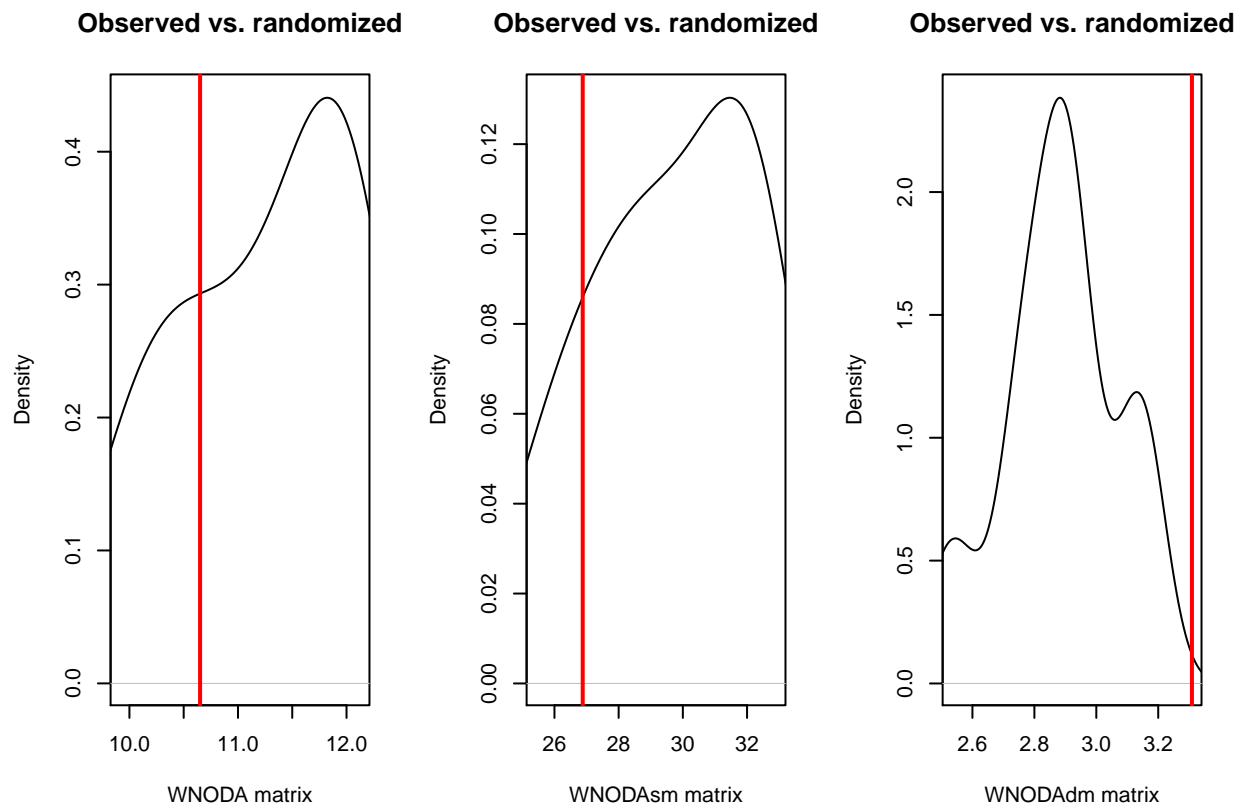 Observed vs. randomized
Density
0.0 0.1 0.2 0.3 0.4
10.0 11.0 12.0
WNODA matrix
Observed vs. randomized
Density
0.00 0.02 0.04 0.06 0.08 0.10 0.12
26 28 30 32
WNODAsm matrix
Observed vs. randomized
Density
0.0 0.5 1.0 1.5 2.0
2.6 2.8 3.0 3.2
WNODAdm matrix